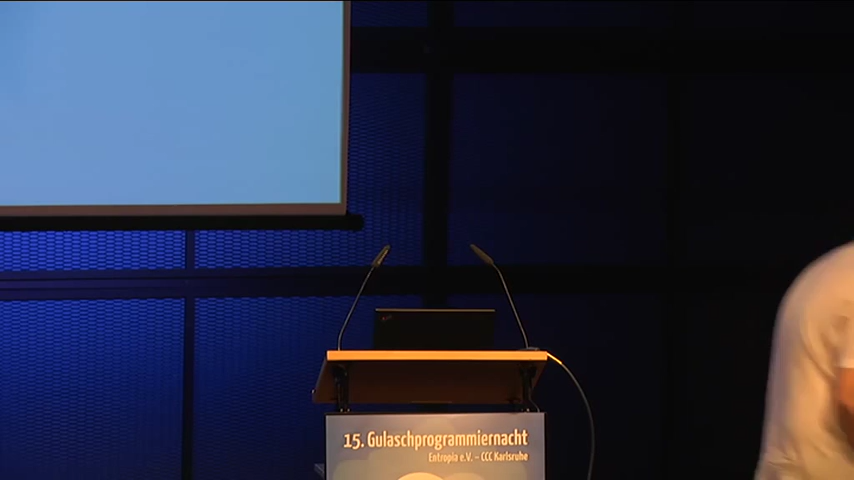 15. Gulaschprogrammiernacht
Entropia e.V. – CCC Karlsruhe